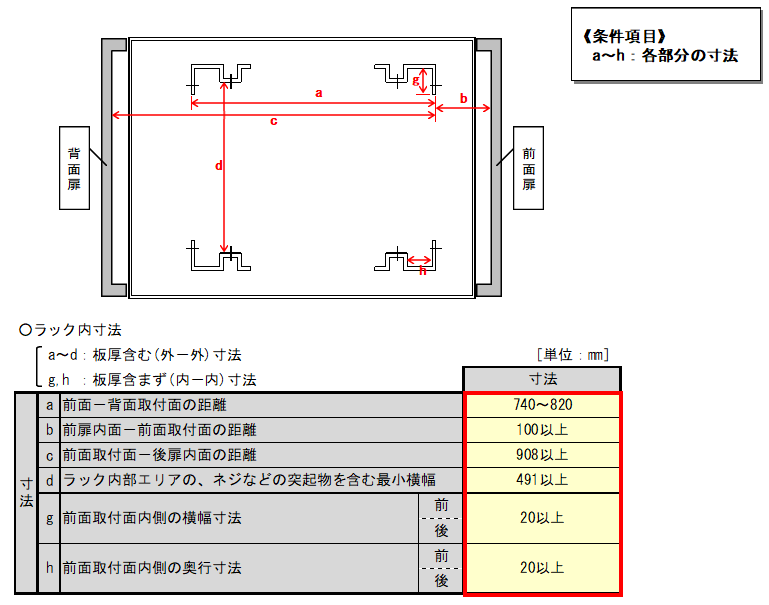 《条件項目》
a～h：各部分の寸法
g
a
b
c
d
h
背面扉
前面扉
〇ラック内寸法
a～d：板厚含む(外－外)寸法
[単位：㎜]
g,h ：板厚含まず(内－内)寸法
寸法
寸法
a 前面－背面取付面の距離 740～820
b 前扉内面－前面取付面の距離 100以上
c 前面取付面－後扉内面の距離 908以上
d ラック内部エリアの、ネジなどの突起物を含む最小横幅 491以上
g 前面取付面内側の横幅寸法 前 20以上
後
h 前面取付面内側の奥行寸法 前 20以上
後